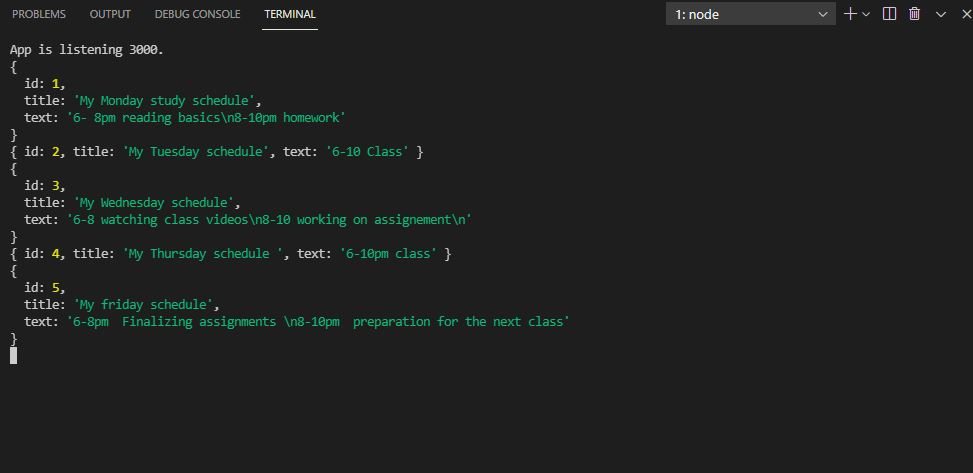 PROBLEMS OUTPUT DEBUG CONSOLE TERMINAL 1: node
App is listening 3000.
{
  id: 1,
  title: 'My Monday study schedule',
  text: '6- 8pm reading basics\n8-10pm homework'
}
{ id: 2, title: 'My Tuesday schedule', text: '6-10 Class' }
{
  id: 3,
  title: 'My Wednesday schedule',
  text: '6-8 watching class videos\n8-10 working on assignement\n'
}
{ id: 4, title: 'My Thursday schedule ', text: '6-10pm class' }
{
  id: 5,
  title: 'My friday schedule',
  text: '6-8pm  Finalizing assignments \n8-10pm  preparation for the next class'
}